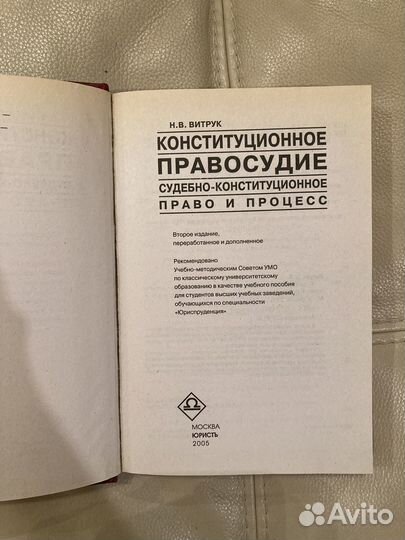 Н.В. ВИТРУК
КОНСТИТУЦИОННОЕ
ПРАВОСУДИЕ
СУДЕБНО-КОНСТИТУЦИОННОЕ
ПРАВО И ПРОЦЕСС
Второе издание,
переработанное и дополненное
Рекомендовано
Учебно-методическим Советом УМО
по классическому университетскому
образованию в качестве учебного пособия
для студентов высших учебных заведений,
обучающихся по специальности
«Юриспруденция»
МОСКВА
ЮРИСТЪ
2005
Avito